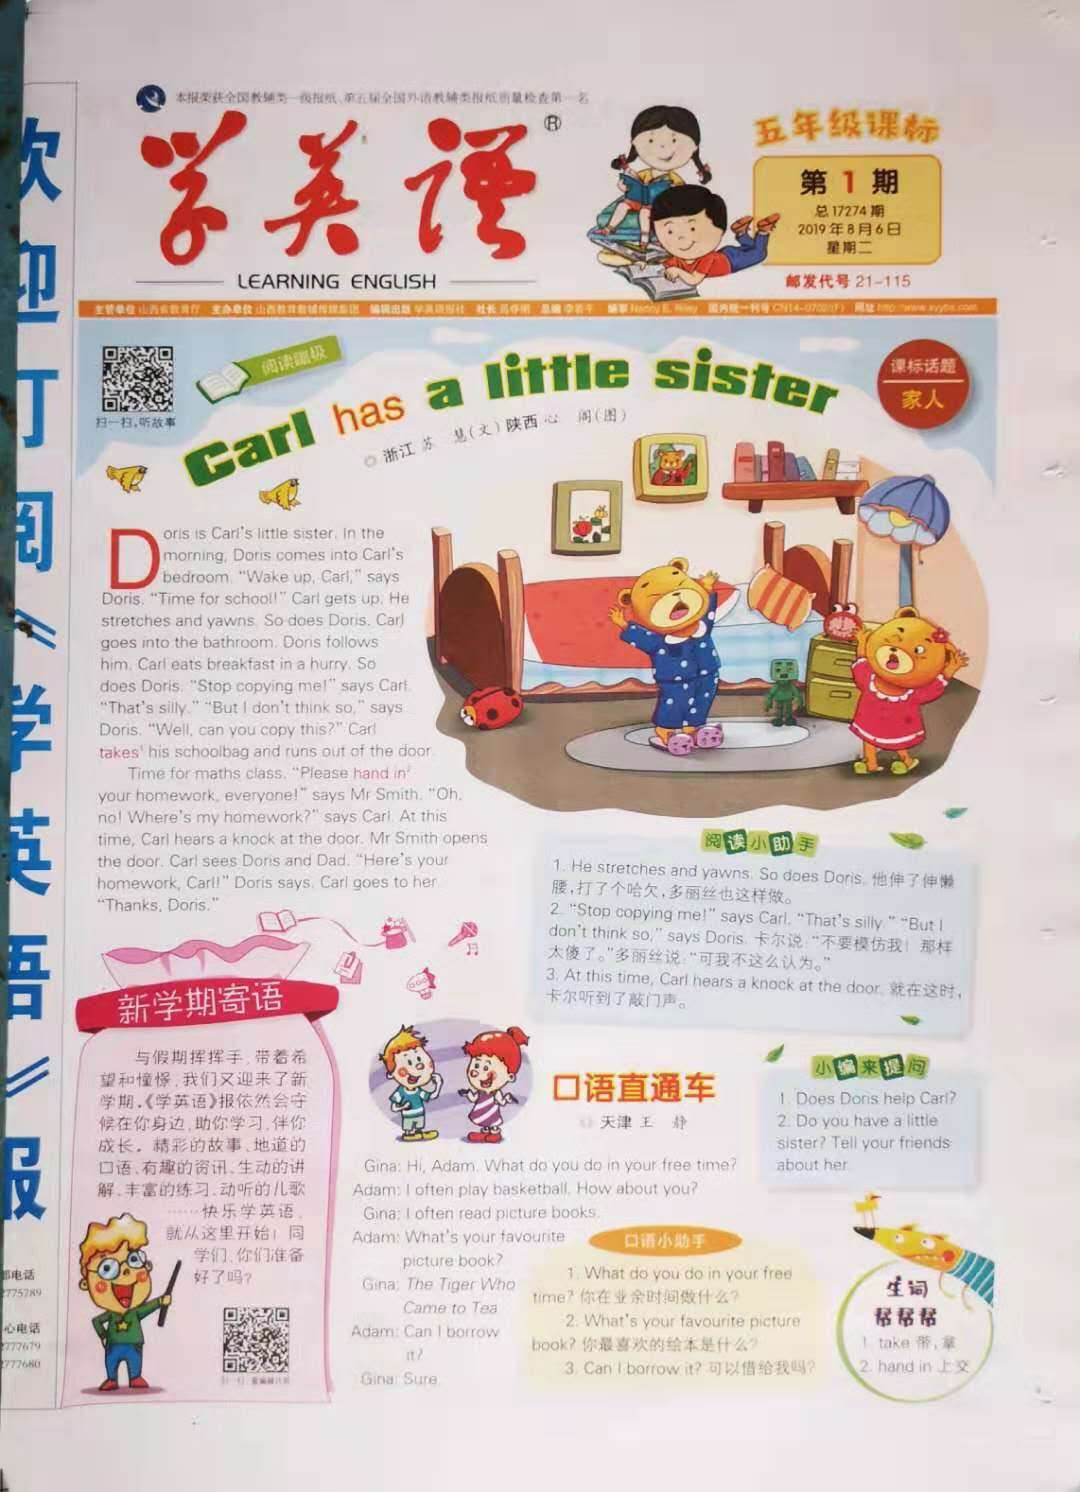 欢迎订阅《学英语》报
本报荣获全国教辅类一级报纸、第五届全国外语教辅类报纸质量检查第一名
学英语®
LEARNING ENGLISH
五年级课标
第1期
总17274期
2019年8月6日
星期二
邮发代号 21-115
主管单位 山西省教育厅 主办单位 山西教育教辅传媒集团 编辑出版 学英语报社 社长 总编 编审 Nancy E. Riley 国内统一刊号 CN14-0702/(F) 网址
扫一扫,听故事
阅读蹦极
Carl has a little sister
浙江 苏 慧(文) 陕西 心 阁(图)
课标话题
家人
Doris is Carl's little sister. In the
morning, Doris comes into Carl's
bedroom. “Wake up, Carl,” says
Doris. “Time for school!” Carl gets up. He
stretches and yawns. So does Doris. Carl
goes into the bathroom. Doris follows
him. Carl eats breakfast in a hurry. So
does Doris. “Stop copying me!” says Carl.
“That's silly.” “But I don't think so,” says
Doris. “Well, can you copy this?” Carl
takes¹ his schoolbag and runs out of the door.
Time for maths class. “Please hand in²
your homework, everyone!” says Mr Smith. “Oh,
no! Where's my homework?” says Carl. At this
time, Carl hears a knock at the door. Mr Smith opens
the door. Carl sees Doris and Dad. “Here's your
homework, Carl!” Doris says. Carl goes to her.
“Thanks, Doris.”
阅读小助手
1. He stretches and yawns. So does Doris. 他伸了伸懒
腰,打了个哈欠,多丽丝也这样做。
2. “Stop copying me!” says Carl. “That's silly.” “But I
don't think so,” says Doris. 卡尔说:“不要模仿我！那样
太傻了。”多丽丝说:“可我不这么认为。”
3. At this time, Carl hears a knock at the door. 就在这时,
卡尔听到了敲门声。
小编来提问
1. Does Doris help Carl?
2. Do you have a little
sister? Tell your friends
about her.
新学期寄语
与假期挥挥手,带着希
望和憧憬,我们又迎来了新
学期。《学英语》报依然会守
候在你身边,助你学习,伴你
成长。精彩的故事、地道的
口语、有趣的资讯、生动的讲
解、丰富的练习、动听的儿歌
……快乐学英语,
就从这里开始！同
学们,你们准备
好了吗?
口语直通车
天津 王 静
Gina: Hi, Adam. What do you do in your free time?
Adam: I often play basketball. How about you?
Gina: I often read picture books.
Adam: What's your favourite
picture book?
Gina: The Tiger Who
Came to Tea
Adam: Can I borrow
it?
Gina: Sure.
口语小助手
1. What do you do in your free
time? 你在业余时间做什么?
2. What's your favourite picture
book? 你最喜欢的绘本是什么?
3. Can I borrow it? 可以借给我吗?
生词
帮帮帮
1. take 带,拿
2. hand in 上交
电话
2775789
心电话
2777679
2777680